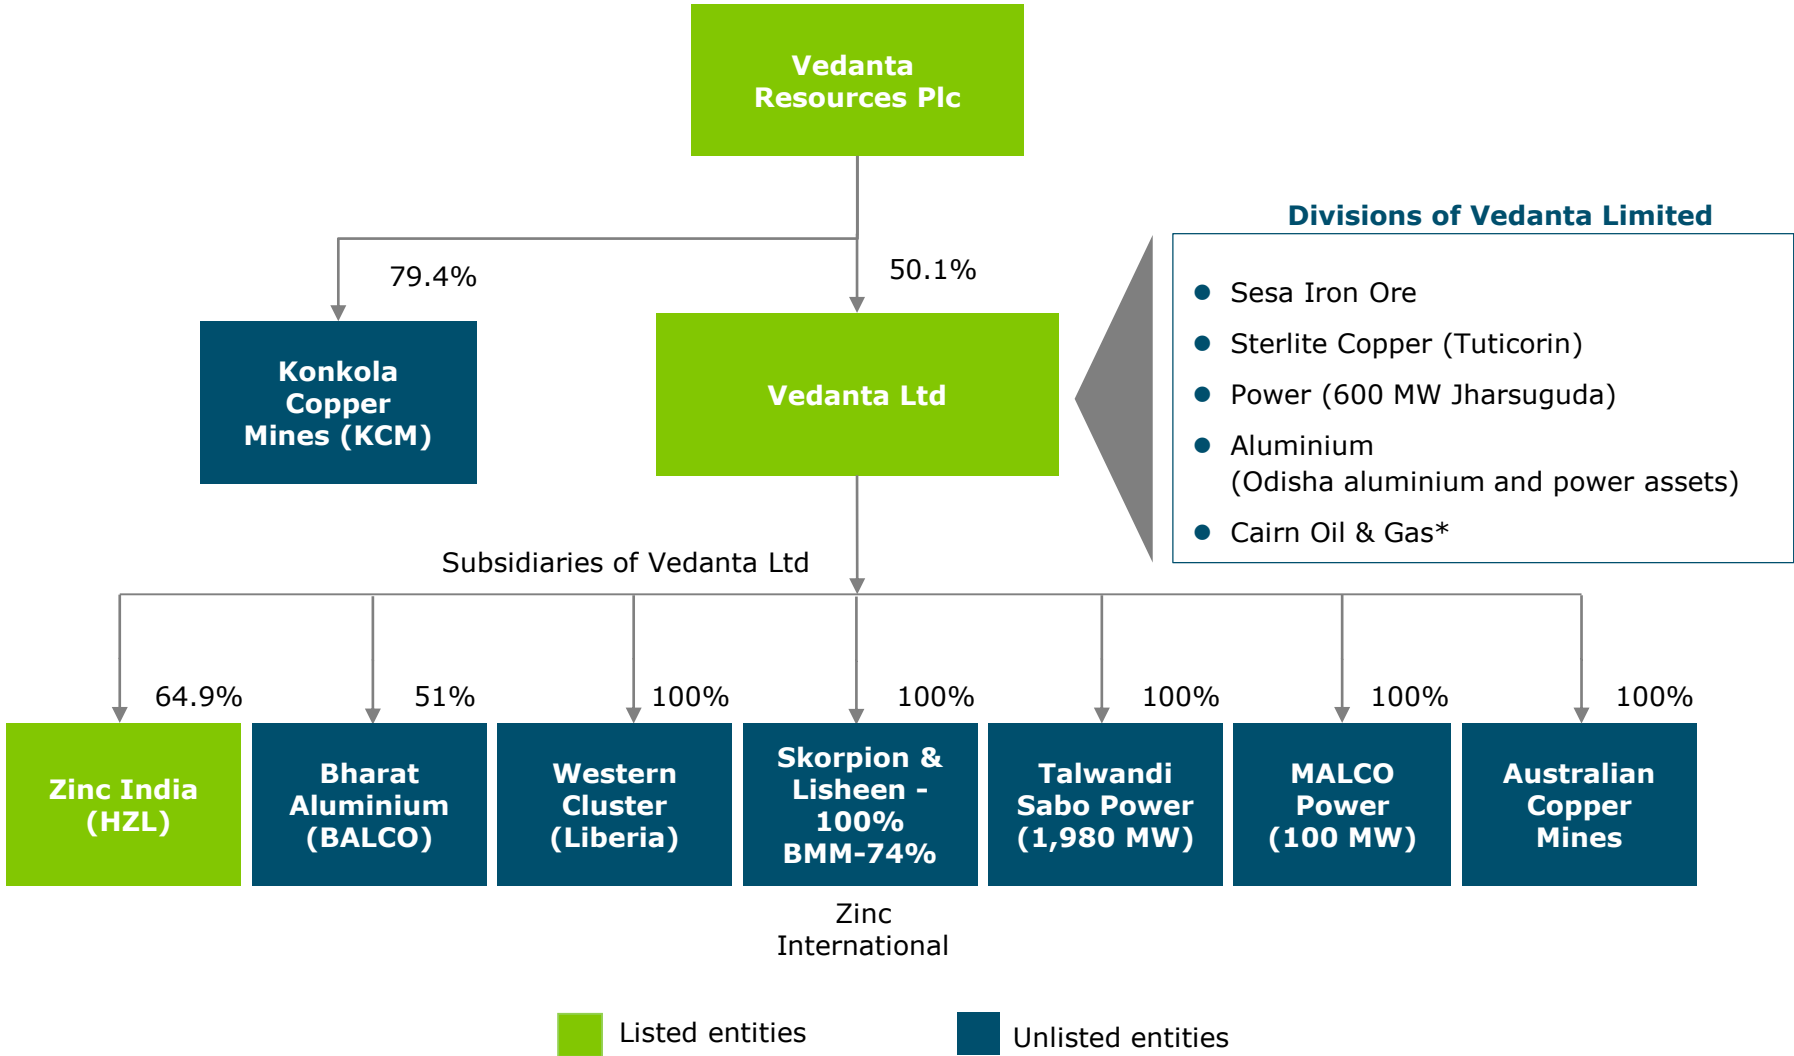 Vedanta
Resources Plc
Divisions of Vedanta Limited
79.4%
50.1%
Konkola
Copper
Mines (KCM)
Vedanta Ltd
Sesa Iron Ore
Sterlite Copper (Tuticorin)
Power (600 MW Jharsuguda)
Aluminium
(Odisha aluminium and power assets)
Cairn Oil & Gas*
Subsidiaries of Vedanta Ltd
64.9%
51%
100%
100%
100%
100%
100%
Zinc India
(HZL)
Bharat
Aluminium
(BALCO)
Western
Cluster
(Liberia)
Skorpion &
Lisheen -
100%
BMM-74%
Talwandi
Sabo Power
(1,980 MW)
MALCO
Power
(100 MW)
Australian
Copper
Mines
Zinc
International
Listed entities
Unlisted entities